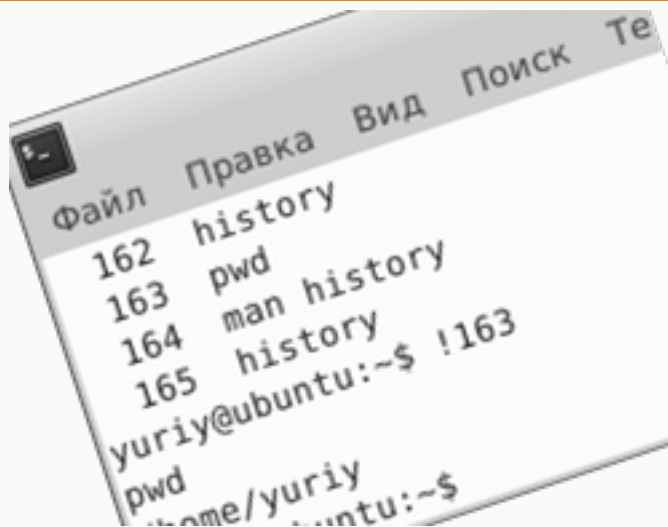 Файл Правка Вид Поиск Те
162 history
163 pwd
164 man history
165 history
yuriy@ubuntu:~$ !163
pwd
/home/yuriy
ubuntu:~$